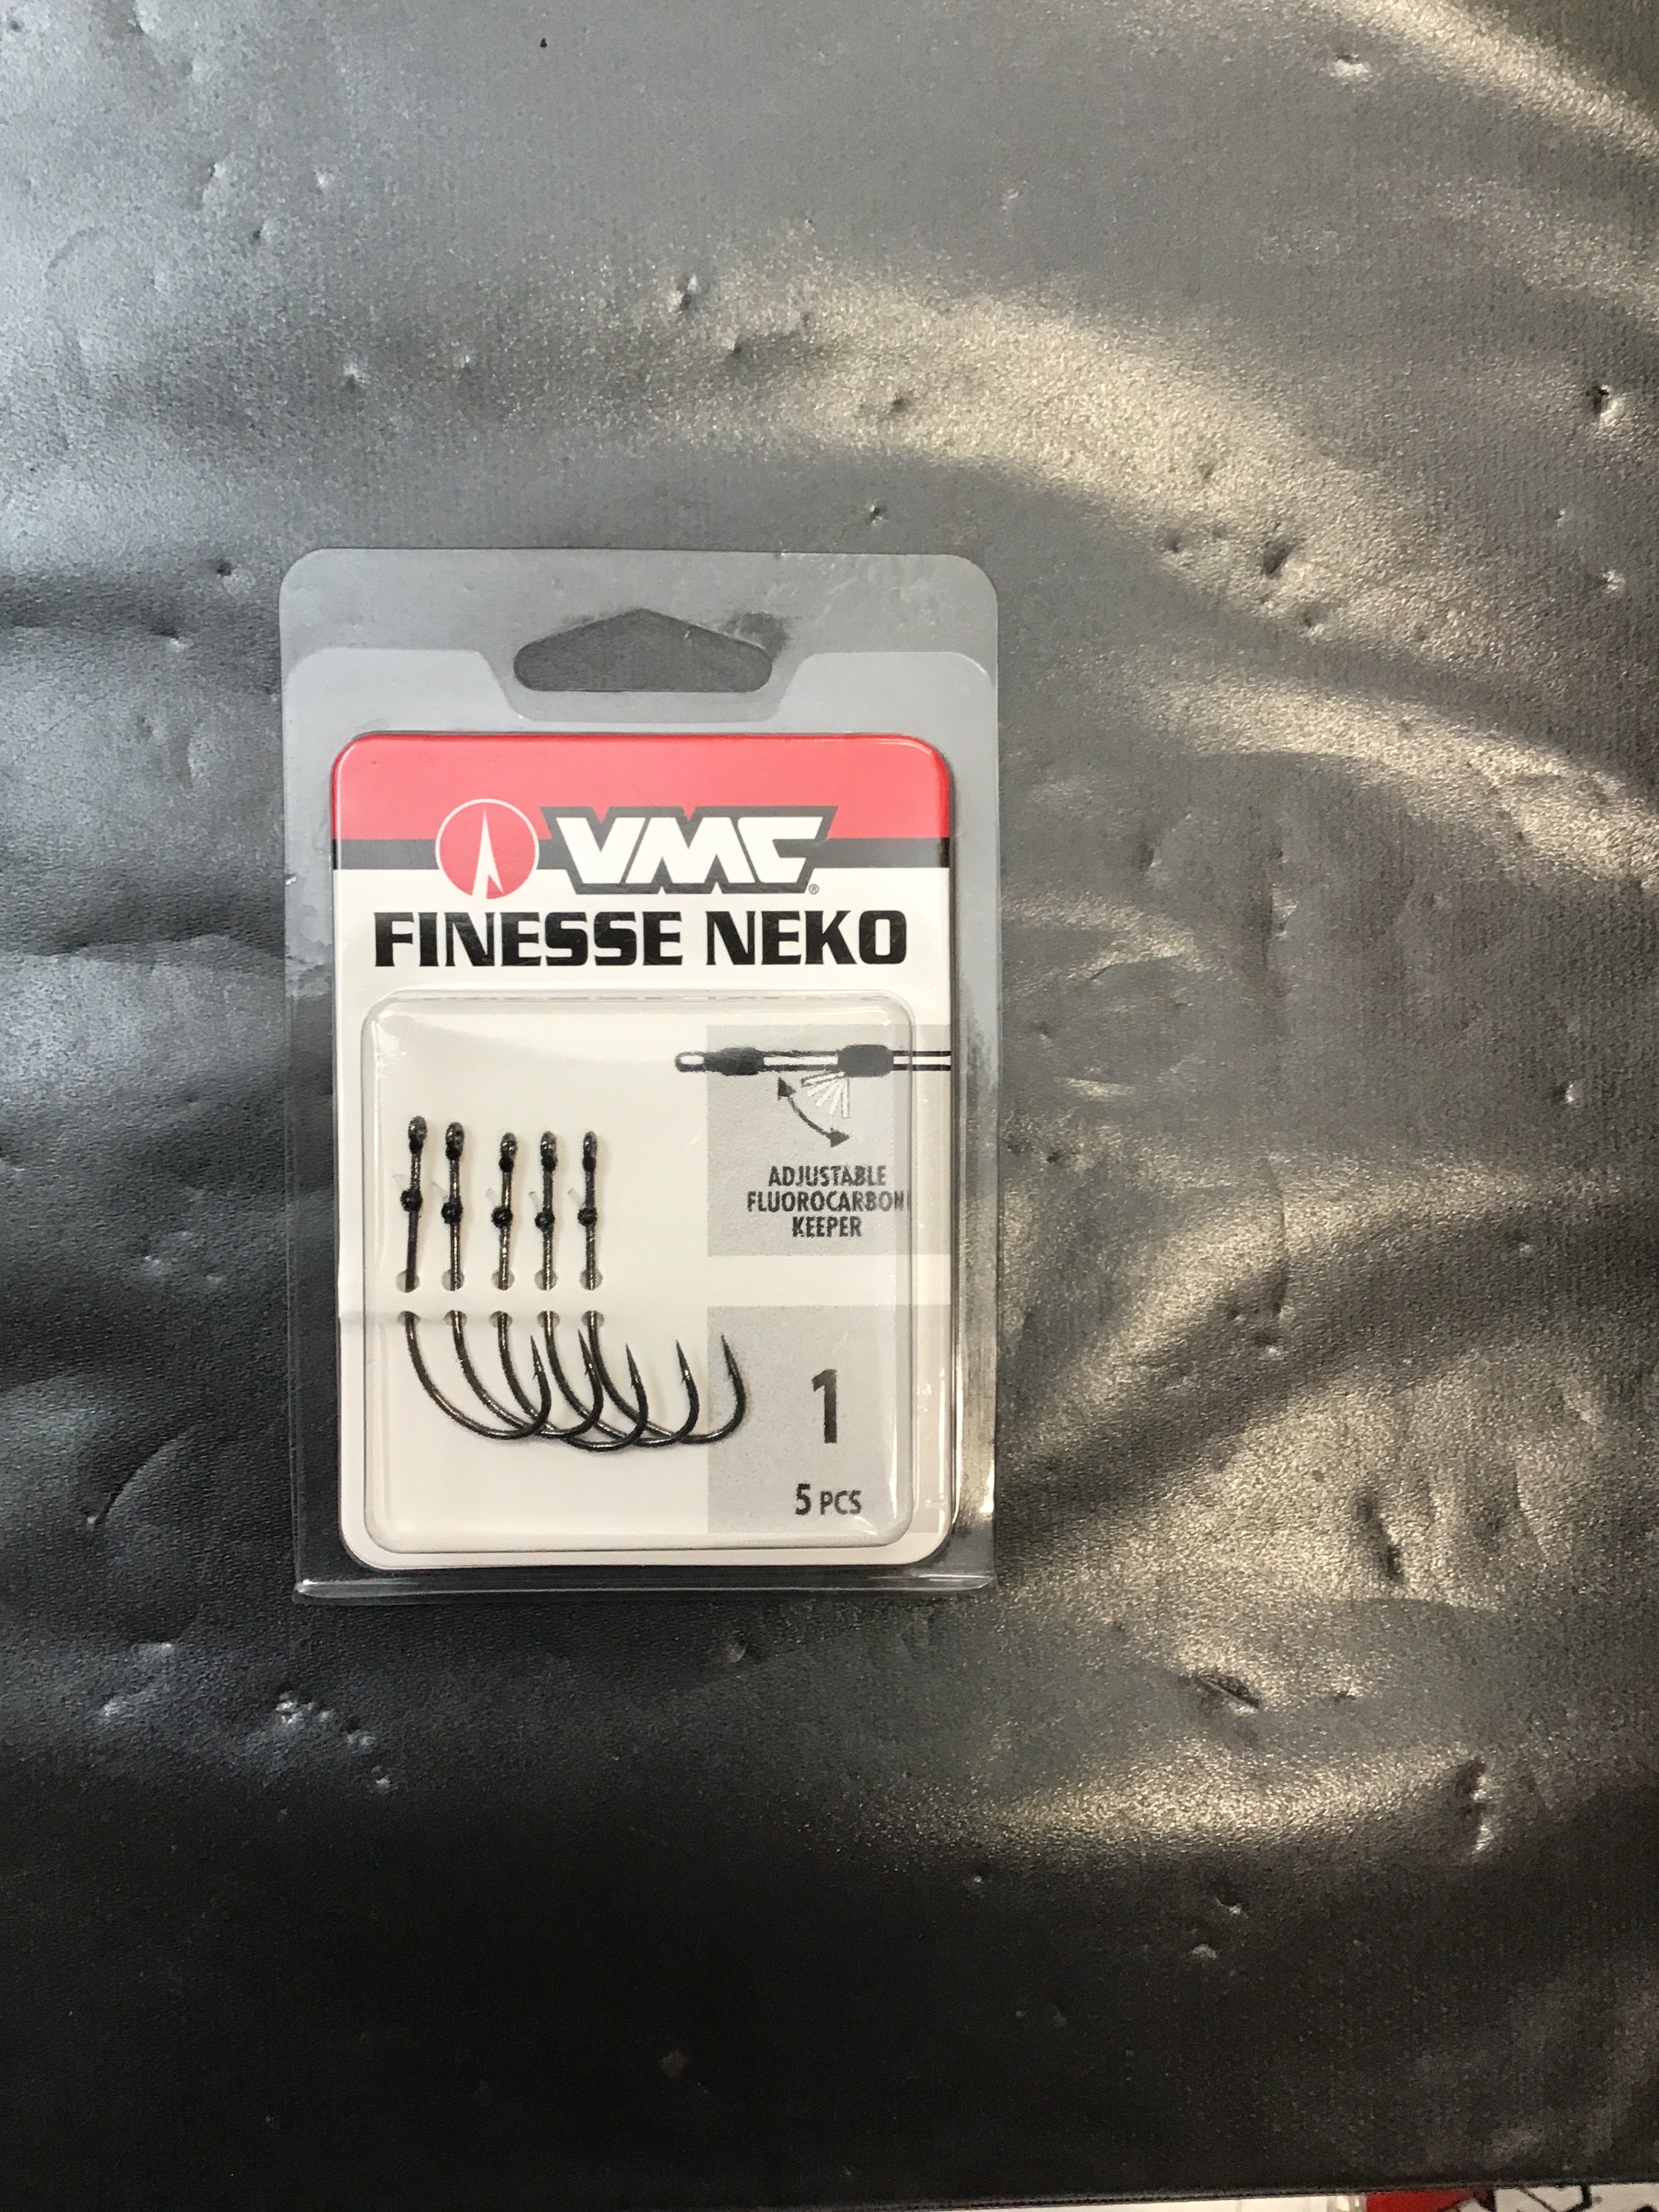 VMC®
FINESSE NEKO
ADJUSTABLE
FLUOROCARBON
KEEPER
1
5 PCS